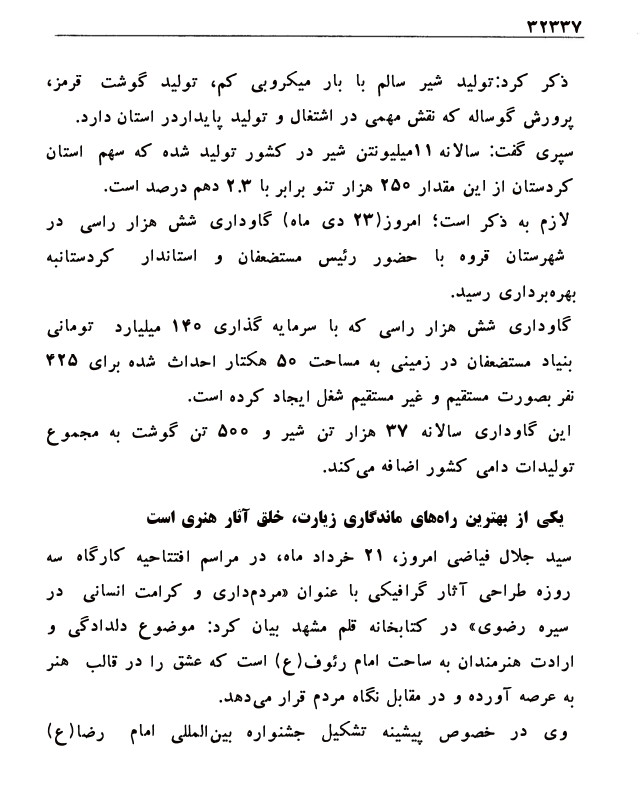 ۳۲۳۳۷
ذکر کرد:تولید شیر سالم با بار میکروبی کم، تولید گوشت قرمز،
پرورش گوساله که نقش مهمی در اشتغال و تولید پایداردر استان دارد.
سپری گفت: سالانه ۱۱میلیونتن شیر در کشور تولید شده که سهم استان
کردستان از این مقدار ۲۵۰ هزار تنو برابر با ۲.۳ دهم درصد است.
لازم به ذکر است؛ امروز(۲۳ دی ماه) گاوداری شش هزار راسی در
شهرستان قروه با حضور رئیس مستضعفان و استاندار کردستانبه
بهره‌برداری رسید.
گاوداری شش هزار راسی که با سرمایه گذاری ۱۴۰ میلیارد تومانی
بنیاد مستضعفان در زمینی به مساحت ۵۰ هکتار احداث شده برای ۴۲۵
نفر بصورت مستقیم و غیر مستقیم شغل ایجاد کرده است.
این گاوداری سالانه ۳۷ هزار تن شیر و ۵۰۰ تن گوشت به مجموع
تولیدات دامی کشور اضافه می‌کند.
یکی از بهترین راه‌های ماندگاری زیارت، خلق آثار هنری است
سید جلال فیاضی امروز، ۲۱ خرداد ماه، در مراسم افتتاحیه کارگاه سه
روزه طراحی آثار گرافیکی با عنوان «مردم‌داری و کرامت انسانی در
سیره رضوی» در کتابخانه قلم مشهد بیان کرد: موضوع دلدادگی و
ارادت هنرمندان به ساحت امام رئوف(ع) است که عشق را در قالب هنر
به عرصه آورده و در مقابل نگاه مردم قرار می‌دهد.
وی در خصوص پیشینه تشکیل جشنواره بین‌المللی امام رضا(ع)